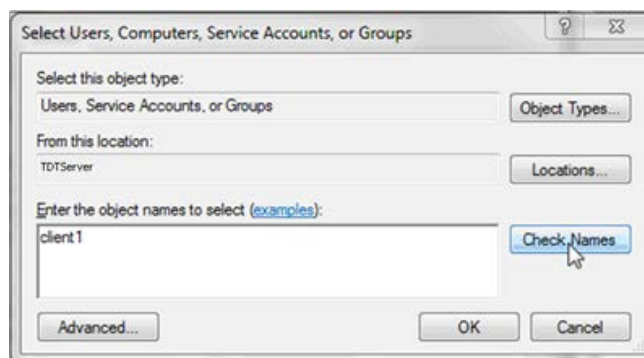 Select Users, Computers, Service Accounts, or Groups
Select this object type:
Users, Service Accounts, or Groups
Object Types...
From this location:
TDTServer
Locations...
Enter the object names to select (examples):
client1
Check Names
Advanced...
OK
Cancel